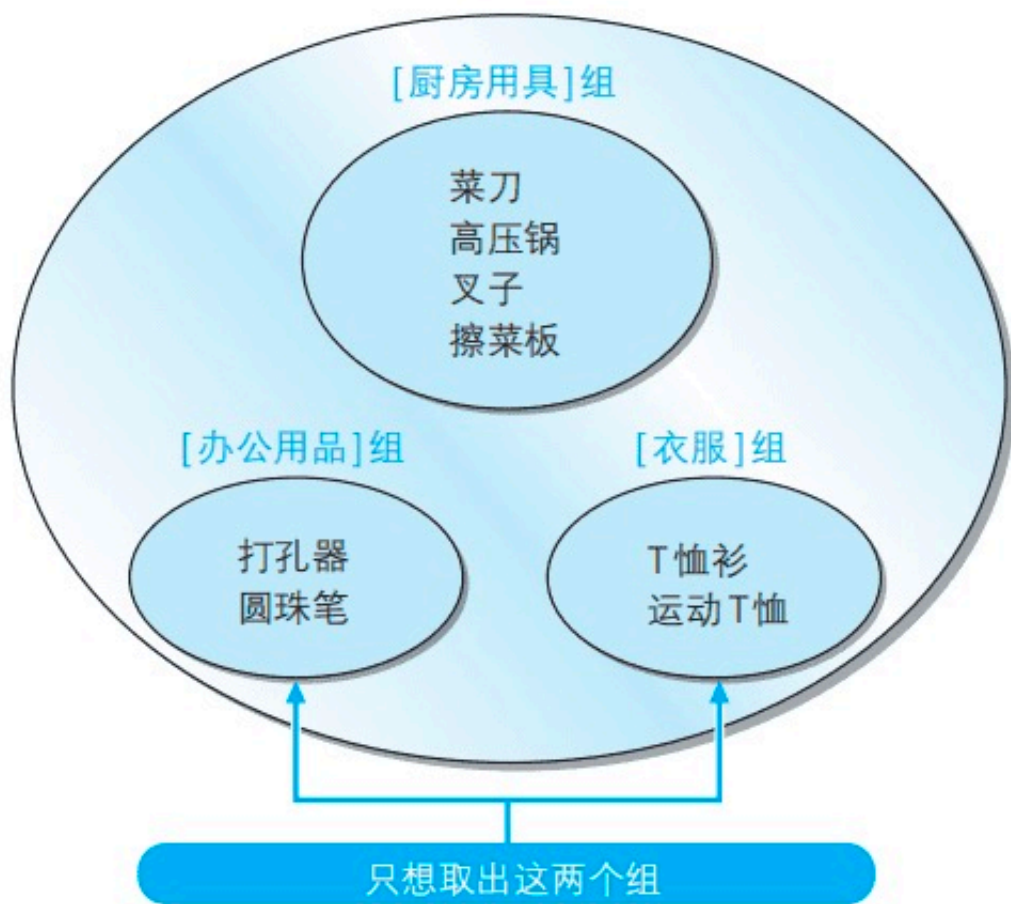 [厨房用具]组
菜刀
高压锅
叉子
擦菜板
[办公用品]组
打孔器
圆珠笔
[衣服]组
T恤衫
运动T恤
只想取出这两个组